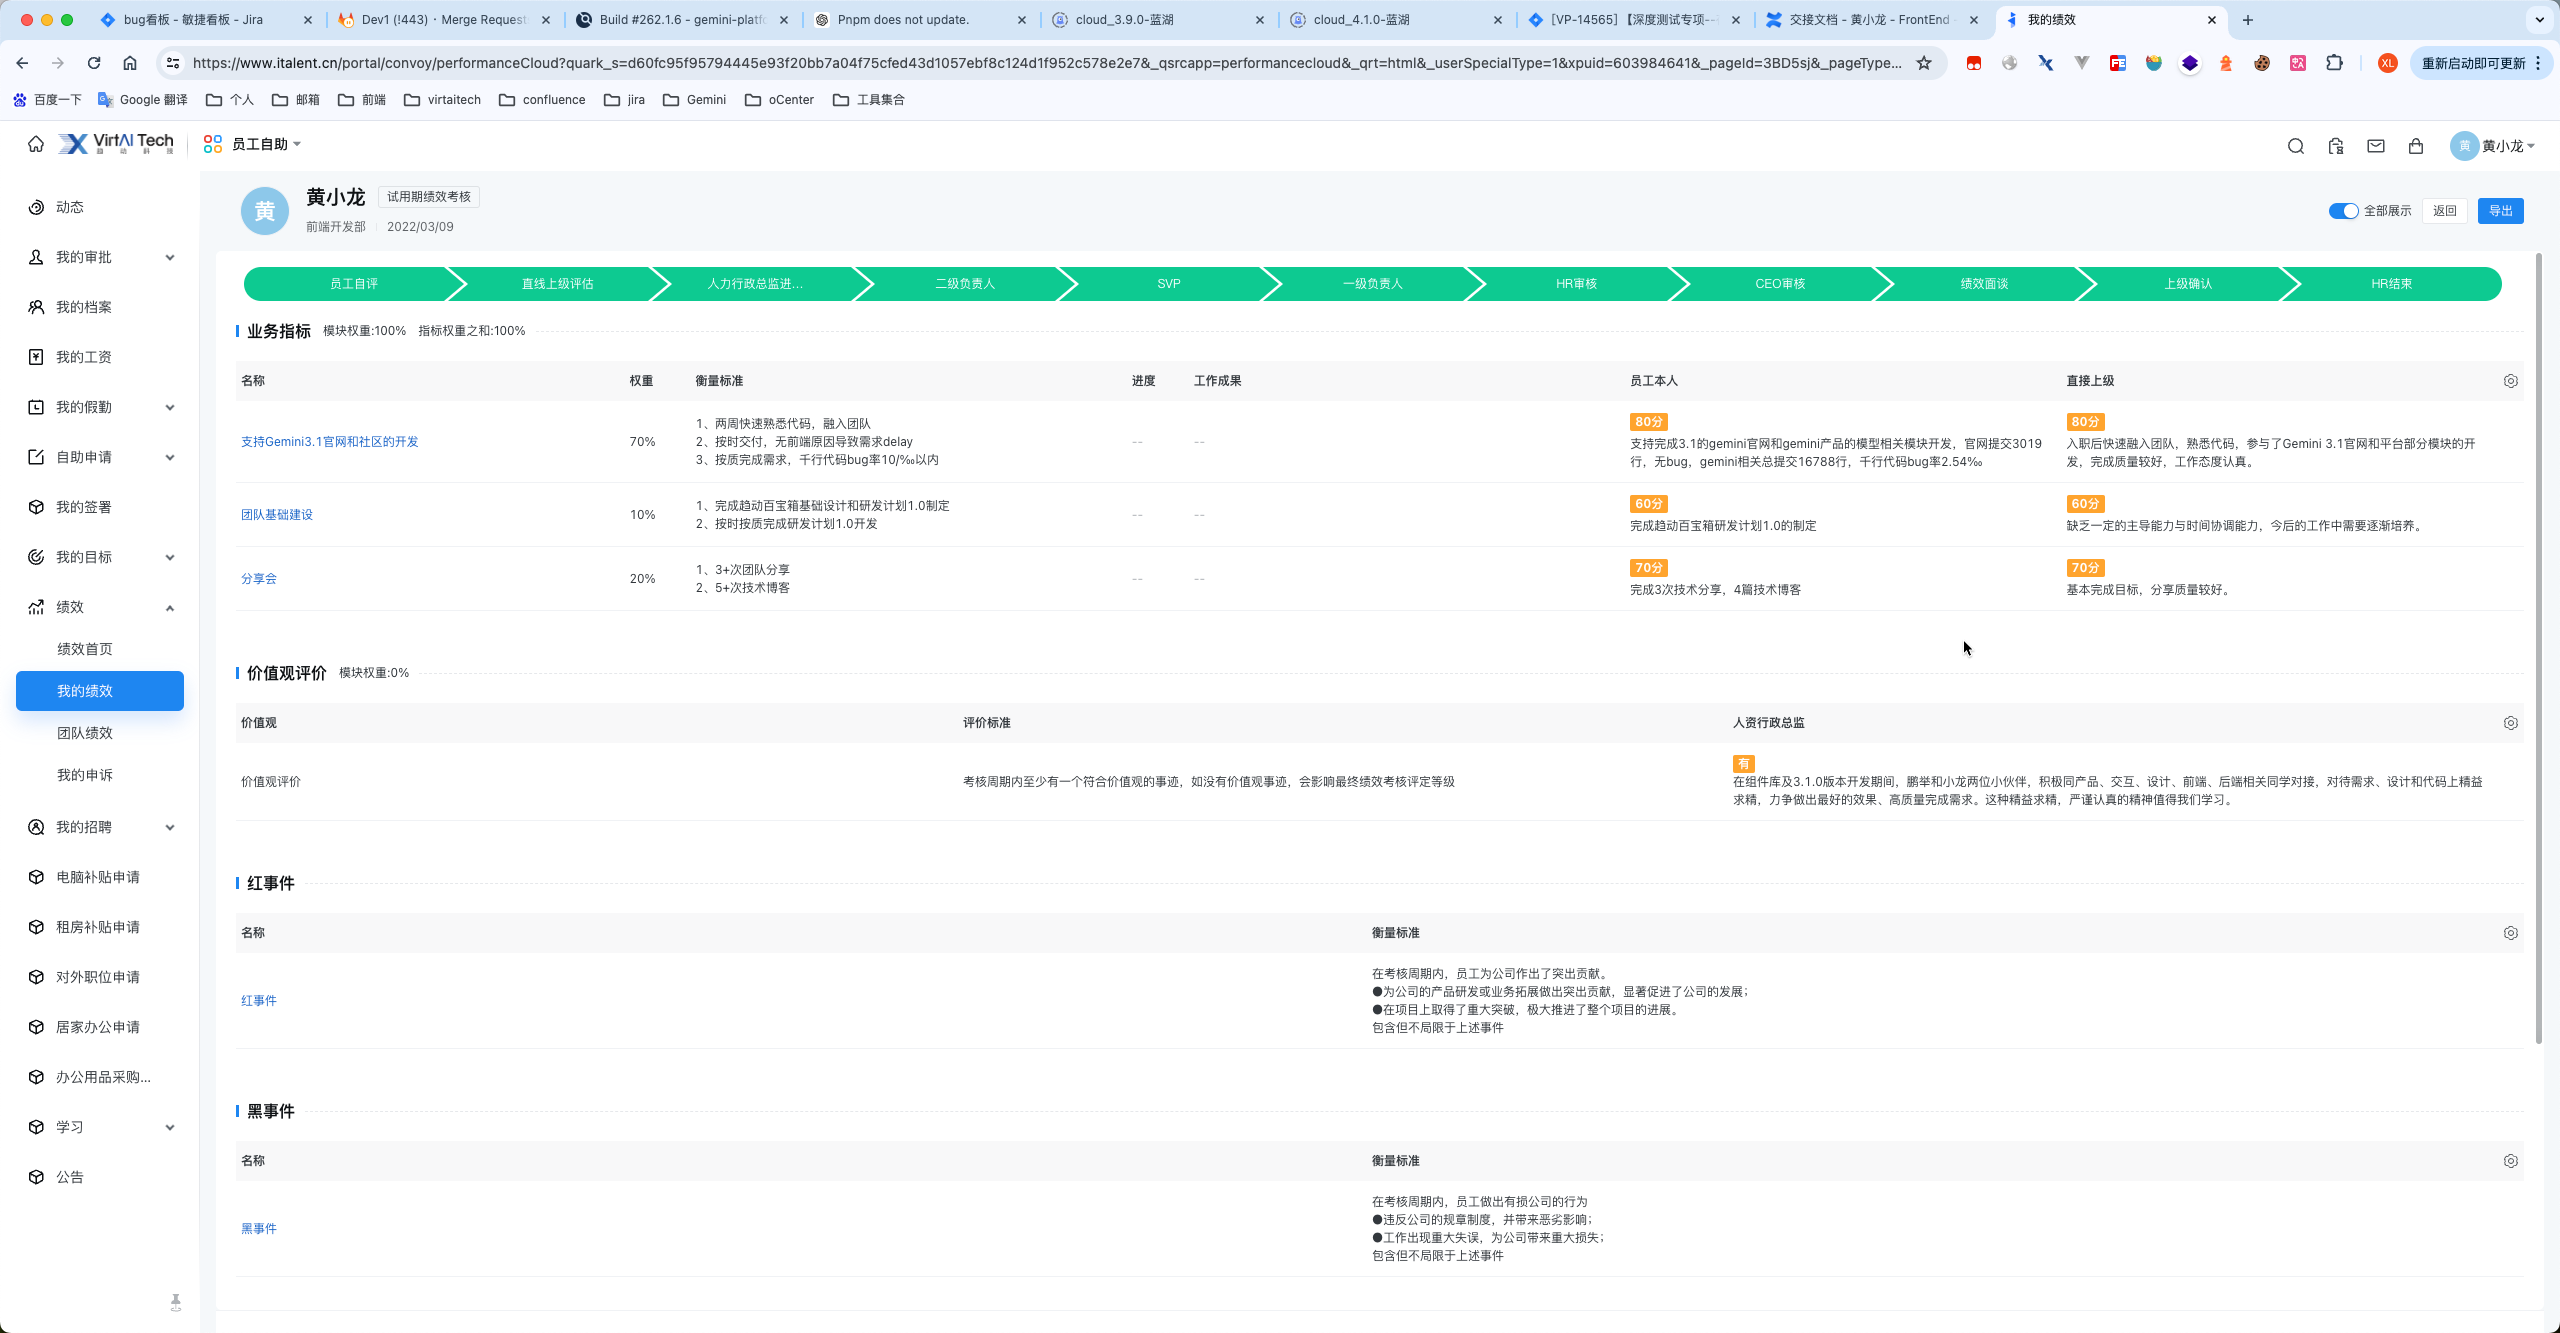 bug看板 - 敏捷看板 - Jira
Dev1 (!443) · Merge Request
Build #262.1.6 - gemini-platf
Pnpm does not update.
cloud_3.9.0-蓝湖
cloud_4.1.0-蓝湖
[VP-14565] 【深度测试专项--
交接文档 - 黄小龙 - FrontEnd -
我的绩效
https://www.italent.cn/portal/convoy/performanceCloud?quark_s=d60fc95f95794445e93f20bb7a04f75cfed43d1057ebf8c124d1f952c578e2e7&_qsrcapp=performancecloud&_qrt=html&_userSpecialType=1&xpuid=603984641&_pageId=3BD5sj&_pageType...
XL
重新启动即可更新
百度一下
Google 翻译
个人
邮箱
前端
virtaitech
confluence
jira
Gemini
oCenter
工具集合
VirtAI Tech
趋动科技
员工自助
黄
黄小龙
动态
我的审批
我的档案
我的工资
我的假勤
自助申请
我的签署
我的目标
绩效
绩效首页
我的绩效
团队绩效
我的申诉
我的招聘
电脑补贴申请
租房补贴申请
对外职位申请
居家办公申请
办公用品采购...
学习
公告
黄
黄小龙
试用期绩效考核
前端开发部
2022/03/09
全部展示
返回
导出
员工自评
直线上级评估
人力行政总监进...
二级负责人
SVP
一级负责人
HR审核
CEO审核
绩效面谈
上级确认
HR结束
业务指标 模块权重:100% 指标权重之和:100%
名称 权重 衡量标准 进度 工作成果 员工本人 直接上级
支持Gemini3.1官网和社区的开发
70%
1、两周快速熟悉代码，融入团队
2、按时交付，无前端原因导致需求delay
3、按质完成需求，千行代码bug率10/‰以内
--
--
80分
支持完成3.1的gemini官网和gemini产品的模型相关模块开发，官网提交3019
行，无bug，gemini相关总提交16788行，千行代码bug率2.54‰
80分
入职后快速融入团队，熟悉代码，参与了Gemini 3.1官网和平台部分模块的开
发，完成质量较好，工作态度认真。
团队基础建设
10%
1、完成趋动百宝箱基础设计和研发计划1.0制定
2、按时按质完成研发计划1.0开发
--
--
60分
完成趋动百宝箱研发计划1.0的制定
60分
缺乏一定的主导能力与时间协调能力，今后的工作中需要逐渐培养。
分享会
20%
1、3+次团队分享
2、5+次技术博客
--
--
70分
完成3次技术分享，4篇技术博客
70分
基本完成目标，分享质量较好。
价值观评价 模块权重:0%
价值观 评价标准 人资行政总监
价值观评价
考核周期内至少有一个符合价值观的事迹，如没有价值观事迹，会影响最终绩效考核评定等级
有
在组件库及3.1.0版本开发期间，鹏举和小龙两位小伙伴，积极同产品、交互、设计、前端、后端相关同学对接，对待需求、设计和代码上精益
求精，力争做出最好的效果、高质量完成需求。这种精益求精，严谨认真的精神值得我们学习。
红事件
名称 衡量标准
红事件
在考核周期内，员工为公司作出了突出贡献。
●为公司的产品研发或业务拓展做出突出贡献，显著促进了公司的发展；
●在项目上取得了重大突破，极大推进了整个项目的进展。
包含但不局限于上述事件
黑事件
名称 衡量标准
黑事件
在考核周期内，员工做出有损公司的行为
●违反公司的规章制度，并带来恶劣影响；
●工作出现重大失误，为公司带来重大损失；
包含但不局限于上述事件